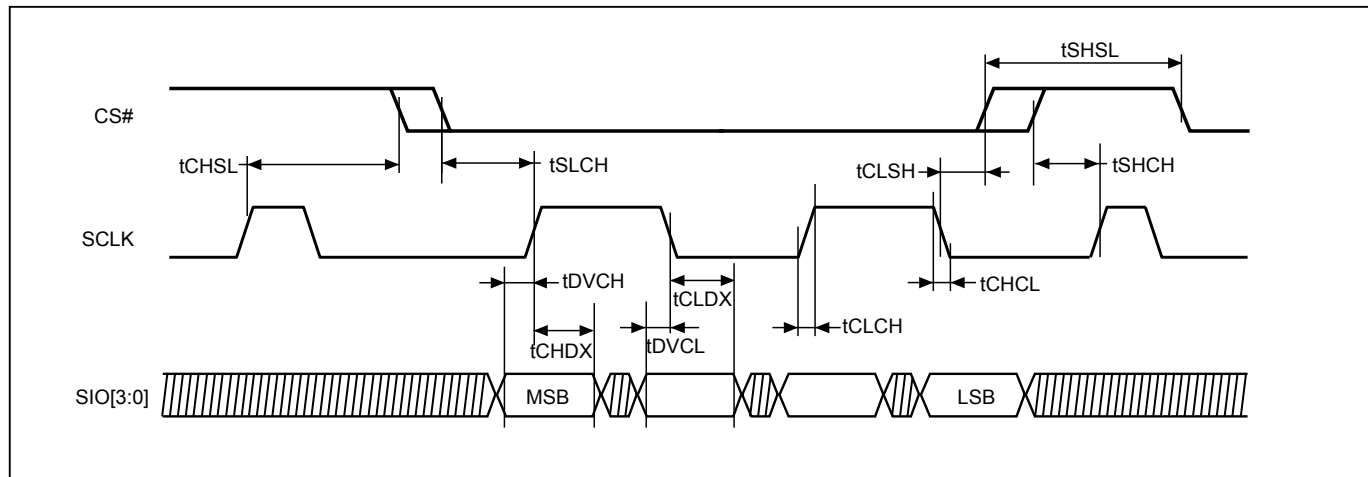 tSHSL
CS#
tCHSL
tSLCH
tCLSH
tSHCH
SCLK
tDVCH
tCLDX
tCHCL
tCHDX
tDVCL
tCLCH
SIO[3:0]
MSB
LSB